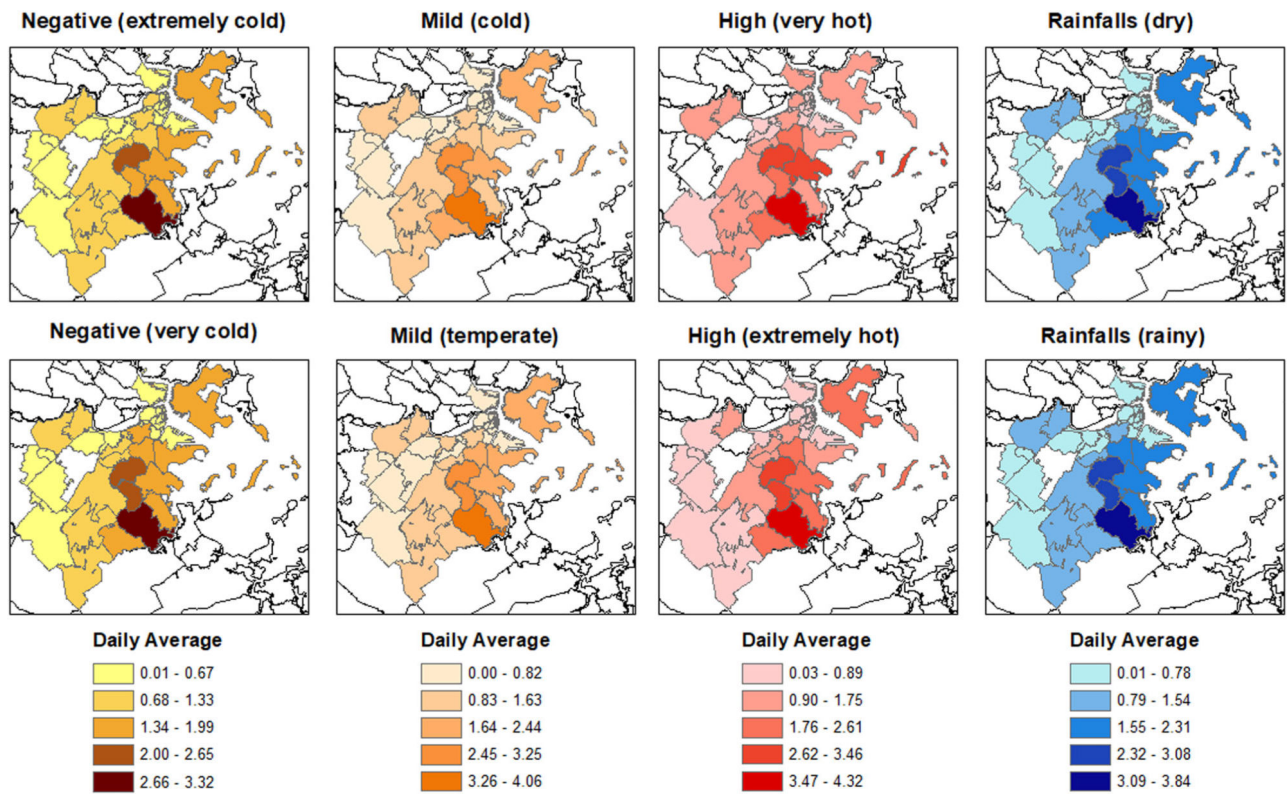 Negative (extremely cold)
Mild (cold)
High (very hot)
Rainfalls (dry)
Negative (very cold)
Mild (temperate)
High (extremely hot)
Rainfalls (rainy)
Daily Average
0.01 - 0.67
0.68 - 1.33
1.34 - 1.99
2.00 - 2.65
2.66 - 3.32
Daily Average
0.00 - 0.82
0.83 - 1.63
1.64 - 2.44
2.45 - 3.25
3.26 - 4.06
Daily Average
0.03 - 0.89
0.90 - 1.75
1.76 - 2.61
2.62 - 3.46
3.47 - 4.32
Daily Average
0.01 - 0.78
0.79 - 1.54
1.55 - 2.31
2.32 - 3.08
3.09 - 3.84